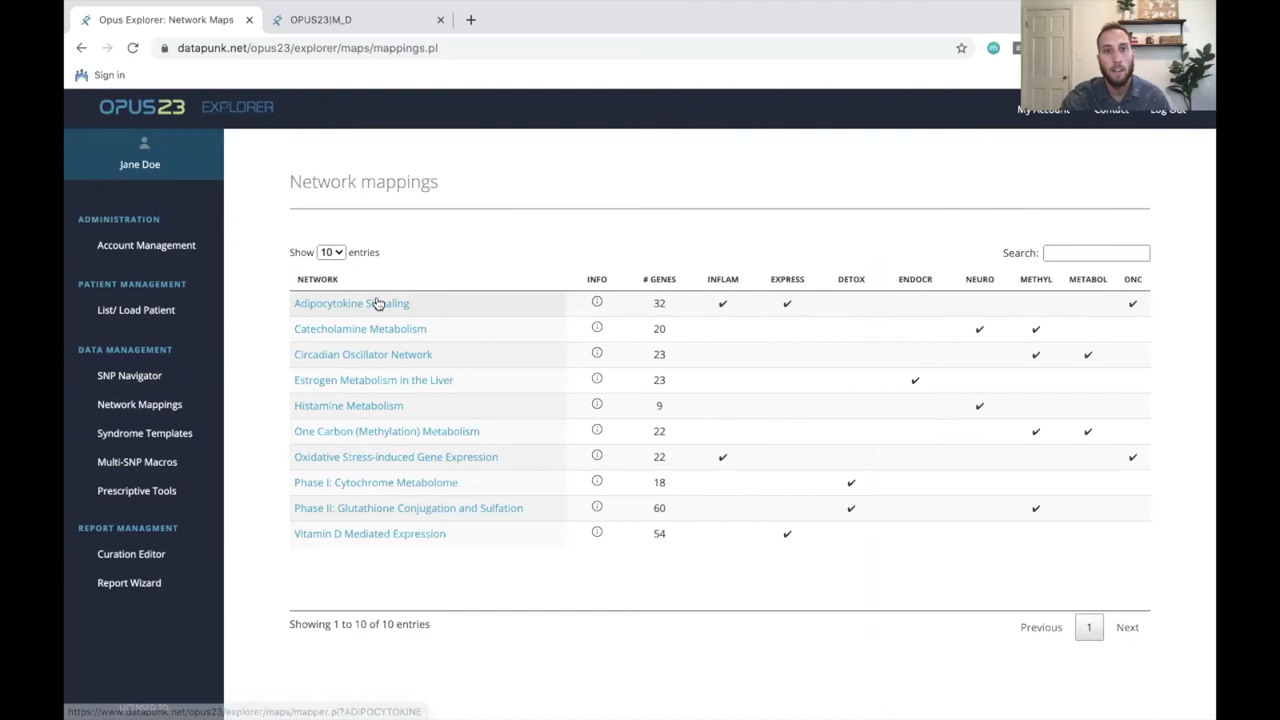 Opus Explorer: Network Maps
OPUS23|M_D
datapunk.net/opus23/explorer/maps/mappings.pl
Sign in
OPUS23 EXPLORER
My Account Contact Log Out
Jane Doe
ADMINISTRATION
Account Management
PATIENT MANAGEMENT
List/ Load Patient
DATA MANAGEMENT
SNP Navigator
Network Mappings
Syndrome Templates
Multi-SNP Macros
Prescriptive Tools
REPORT MANAGMENT
Curation Editor
Report Wizard
Network mappings
Show 10 entries
Search:
NETWORK INFO # GENES INFLAM EXPRESS DETOX ENDOCR NEURO METHYL METABOL ONC
Adipocytokine Signaling 32 ✔ ✔ ✔
Catecholamine Metabolism 20 ✔ ✔
Circadian Oscillator Network 23 ✔ ✔
Estrogen Metabolism in the Liver 23 ✔
Histamine Metabolism 9 ✔
One Carbon (Methylation) Metabolism 22 ✔ ✔
Oxidative Stress-induced Gene Expression 22 ✔ ✔
Phase I: Cytochrome Metabolome 18 ✔
Phase II: Glutathione Conjugation and Sulfation 60 ✔ ✔
Vitamin D Mediated Expression 54 ✔
Showing 1 to 10 of 10 entries
Previous 1 Next
https://www.datapunk.net/opus23/explorer/maps/mapper.pl?ADIPOCYTOKINE